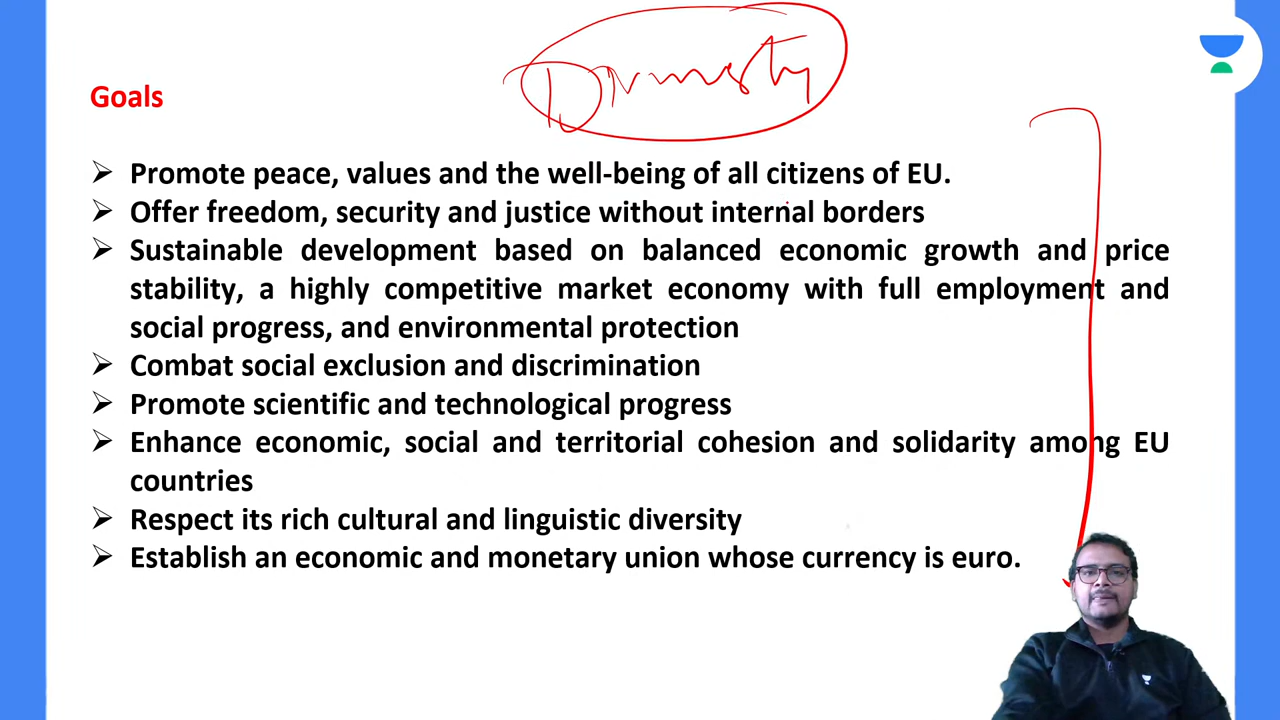 Goals
➢ Promote peace, values and the well-being of all citizens of EU.
➢ Offer freedom, security and justice without internal borders
➢ Sustainable development based on balanced economic growth and price
stability, a highly competitive market economy with full employment and
social progress, and environmental protection
➢ Combat social exclusion and discrimination
➢ Promote scientific and technological progress
➢ Enhance economic, social and territorial cohesion and solidarity among EU
countries
➢ Respect its rich cultural and linguistic diversity
➢ Establish an economic and monetary union whose currency is euro.